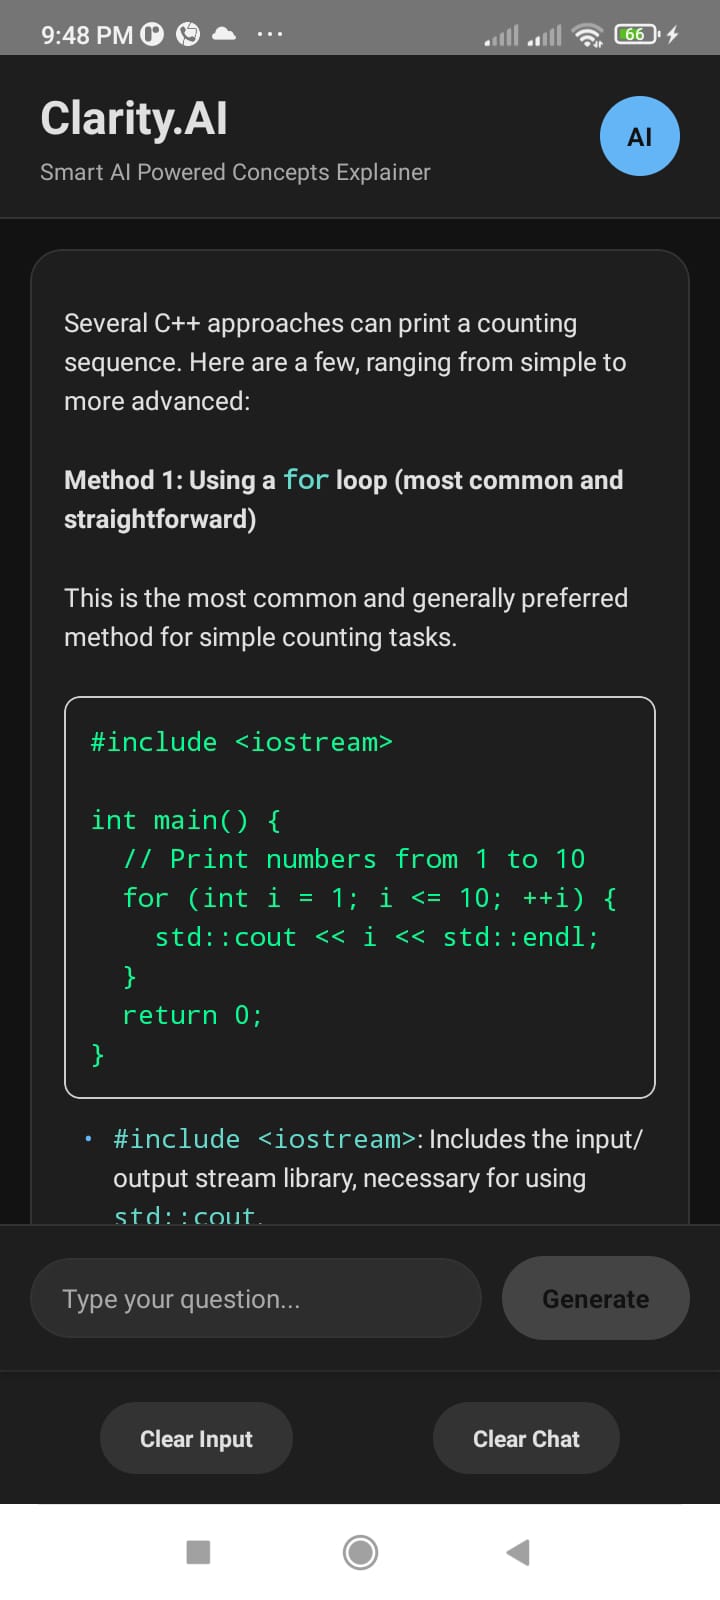 9:48 PM
66
Clarity.AI
AI
Smart AI Powered Concepts Explainer
Several C++ approaches can print a counting
sequence. Here are a few, ranging from simple to
more advanced:
Method 1: Using a for loop (most common and
straightforward)
This is the most common and generally preferred
method for simple counting tasks.
#include <iostream>
int main() {
  // Print numbers from 1 to 10
  for (int i = 1; i <= 10; ++i) {
    std::cout << i << std::endl;
  }
  return 0;
}
• #include <iostream>: Includes the input/
output stream library, necessary for using
std::cout.
Type your question...
Generate
Clear Input
Clear Chat